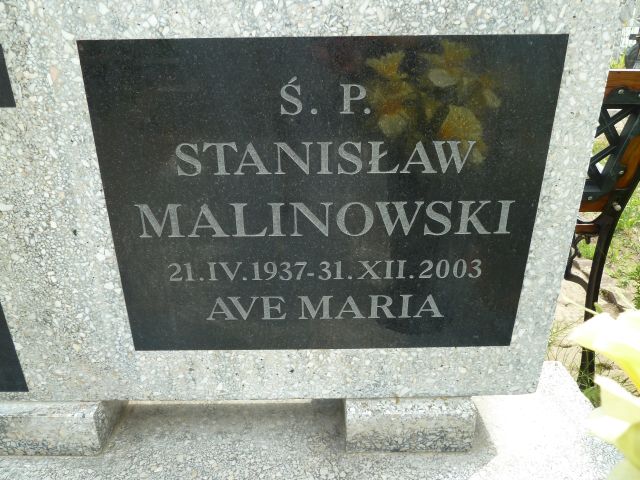 Ś. P.
STANISŁAW
MALINOWSKI
21.IV.1937-31.XII.2003
AVE MARIA